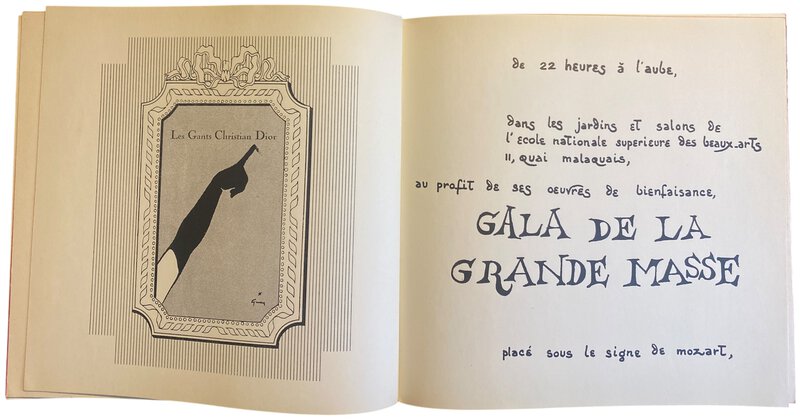 Les Gants Christian Dior
de 22 heures à l'aube,
dans les jardins et salons de
l'ecole nationale superieure des beaux.arts
11, quai malaquais,
au profit de ses oeuvres de bienfaisance,
GALA DE LA
GRANDE MASSE
placé sous le signe de mozart,